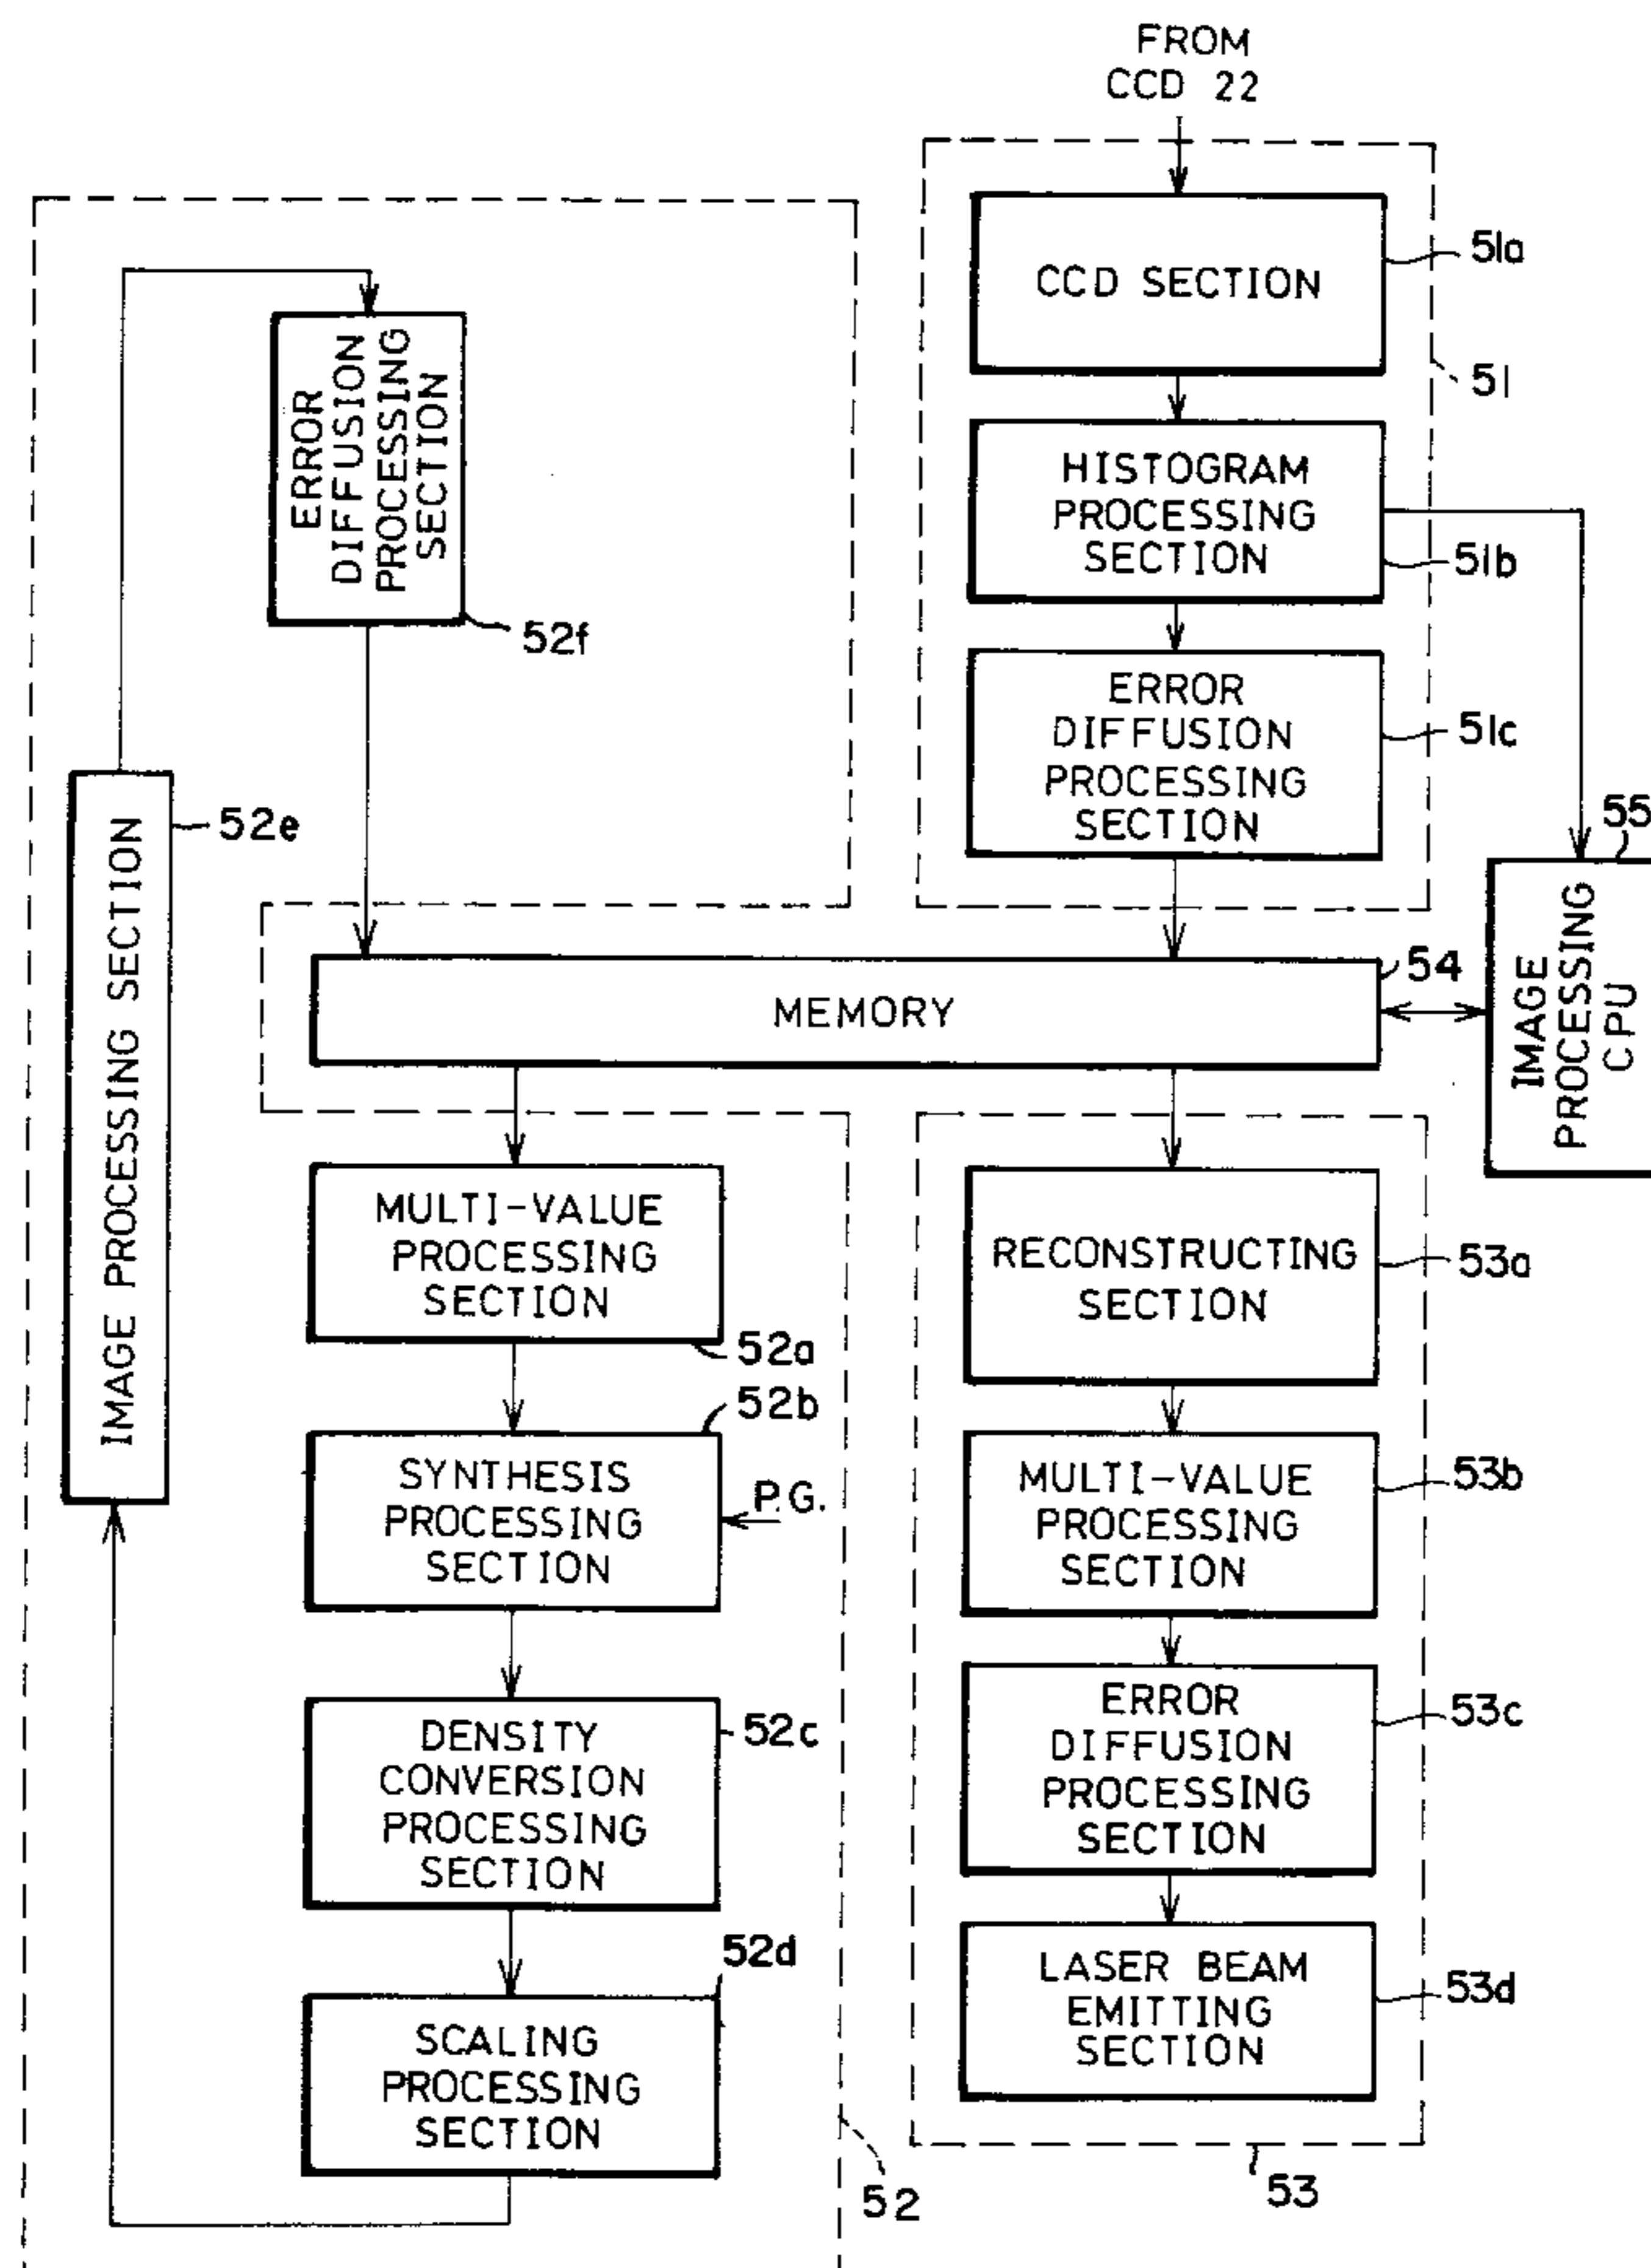 FROM
CCD 22
CCD SECTION
51a
51
HISTOGRAM
PROCESSING
SECTION
51b
ERROR
DIFFUSION
PROCESSING
SECTION
51c
ERROR
DIFFUSION
PROCESSING
SECTION
52f
IMAGE PROCESSING SECTION
52e
MEMORY
54
55
IMAGE
PROCESSING
CPU
MULTI-VALUE
PROCESSING
SECTION
52a
52b
SYNTHESIS
PROCESSING
SECTION
P.G.
DENSITY
CONVERSION
PROCESSING
SECTION
52c
52d
SCALING
PROCESSING
SECTION
52
RECONSTRUCTING
SECTION
53a
MULTI-VALUE
PROCESSING
SECTION
53b
ERROR
DIFFUSION
PROCESSING
SECTION
53c
LASER BEAM
EMITTING
SECTION
53d
53